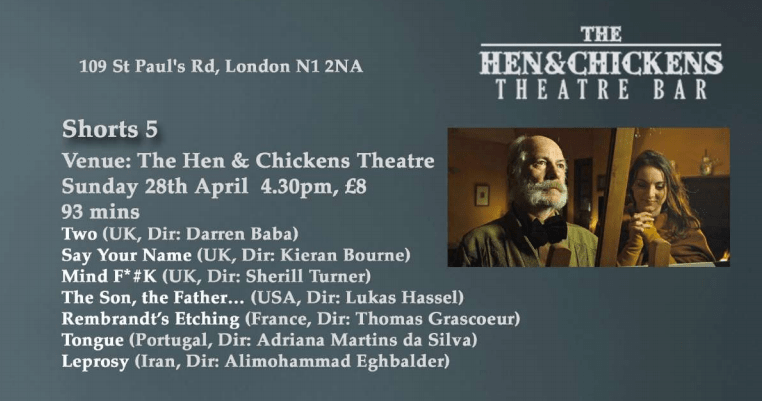 THE
HEN&CHICKENS
THEATRE BAR
109 St Paul's Rd, London N1 2NA
Shorts 5
Venue: The Hen & Chickens Theatre
Sunday 28th April 4.30pm, £8
93 mins
Two (UK, Dir: Darren Baba)
Say Your Name (UK, Dir: Kieran Bourne)
Mind F*#K (UK, Dir: Sherill Turner)
The Son, the Father... (USA, Dir: Lukas Hassel)
Rembrandt's Etching (France, Dir: Thomas Grascoeur)
Tongue (Portugal, Dir: Adriana Martins da Silva)
Leprosy (Iran, Dir: Alimohammad Eghbalder)